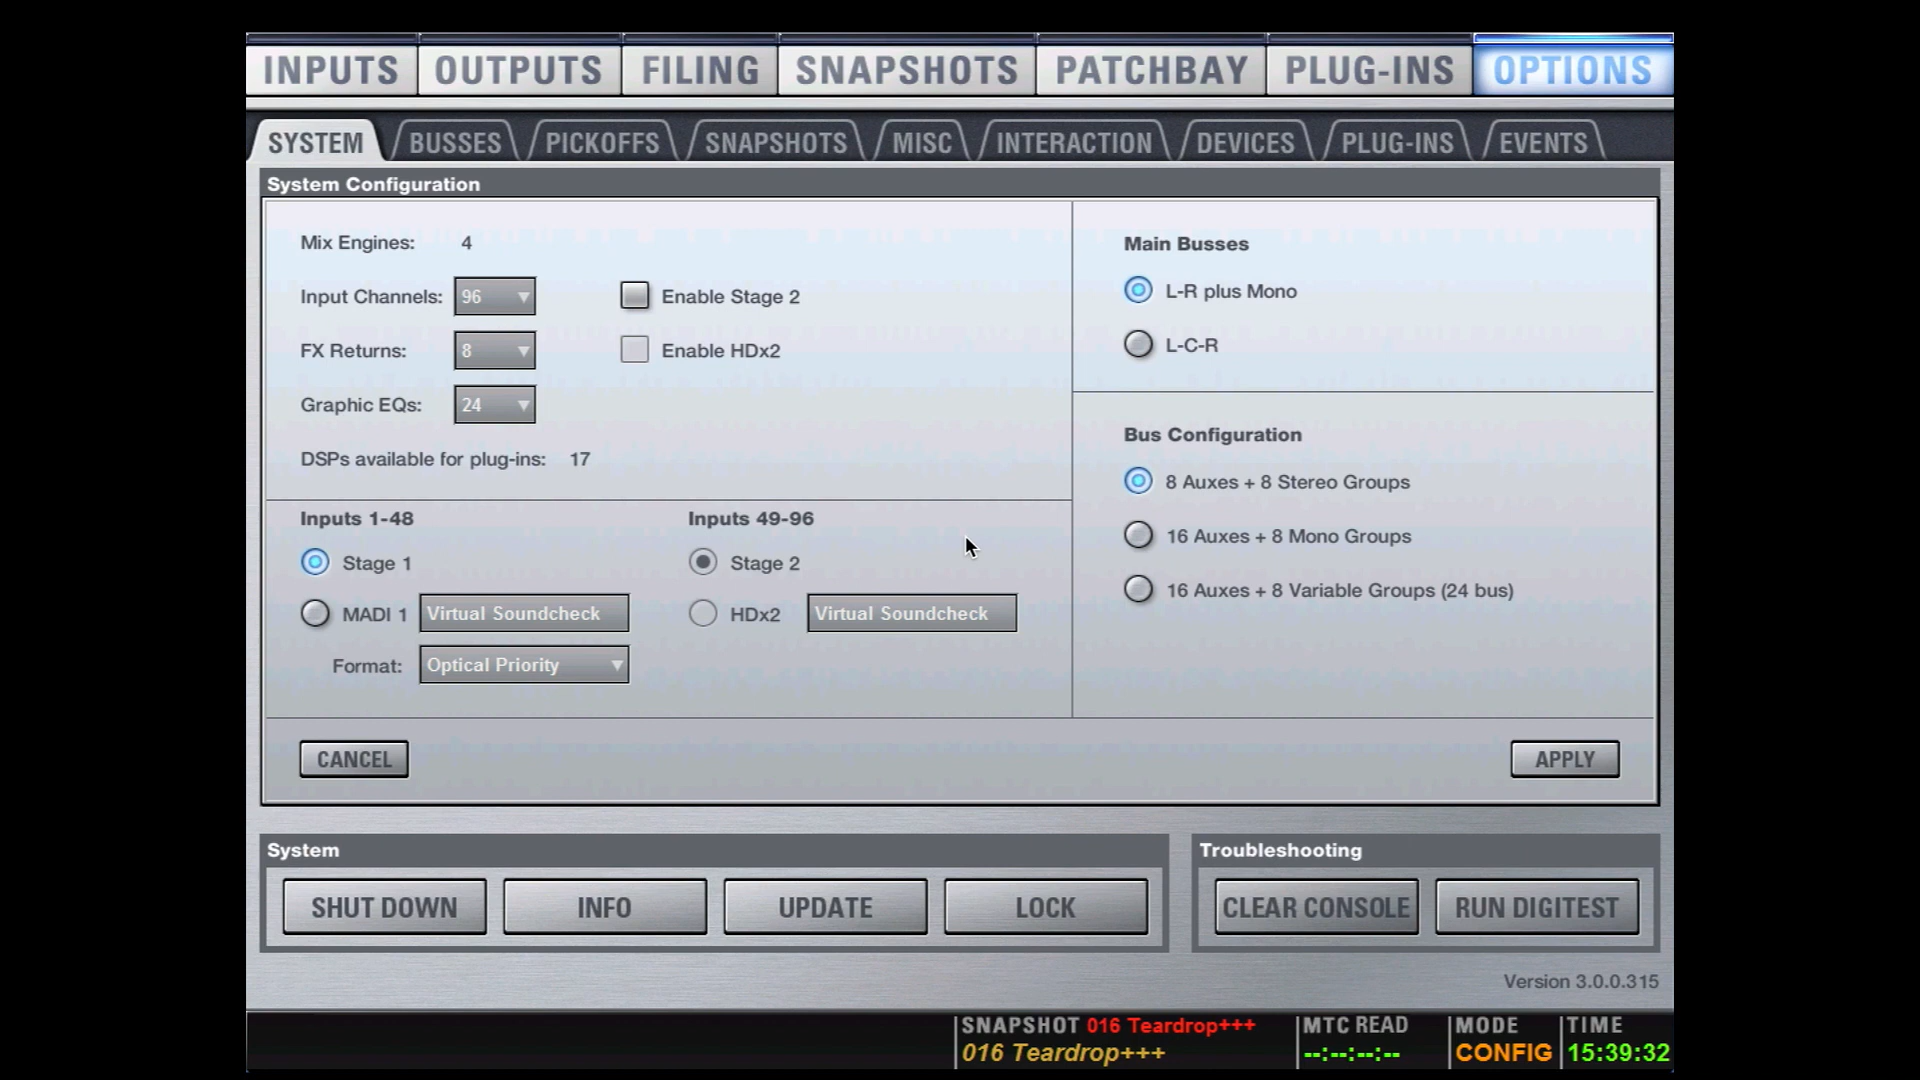 INPUTS OUTPUTS FILING SNAPSHOTS PATCHBAY PLUG-INS OPTIONS
SYSTEM BUSSES PICKOFFS SNAPSHOTS MISC INTERACTION DEVICES PLUG-INS EVENTS
System Configuration
Mix Engines: 4
Input Channels: 96
Enable Stage 2
FX Returns: 8
Enable HDx2
Graphic EQs: 24
DSPs available for plug-ins: 17
Inputs 1-48
Stage 1
MADI 1 Virtual Soundcheck
Format: Optical Priority
Inputs 49-96
Stage 2
HDx2 Virtual Soundcheck
Main Busses
L-R plus Mono
L-C-R
Bus Configuration
8 Auxes + 8 Stereo Groups
16 Auxes + 8 Mono Groups
16 Auxes + 8 Variable Groups (24 bus)
CANCEL
APPLY
System
SHUT DOWN INFO UPDATE LOCK
Troubleshooting
CLEAR CONSOLE RUN DIGITEST
Version 3.0.0.315
SNAPSHOT 016 Teardrop+++
016 Teardrop+++
MTC READ
--:--:--:--
MODE
CONFIG
TIME
15:39:32